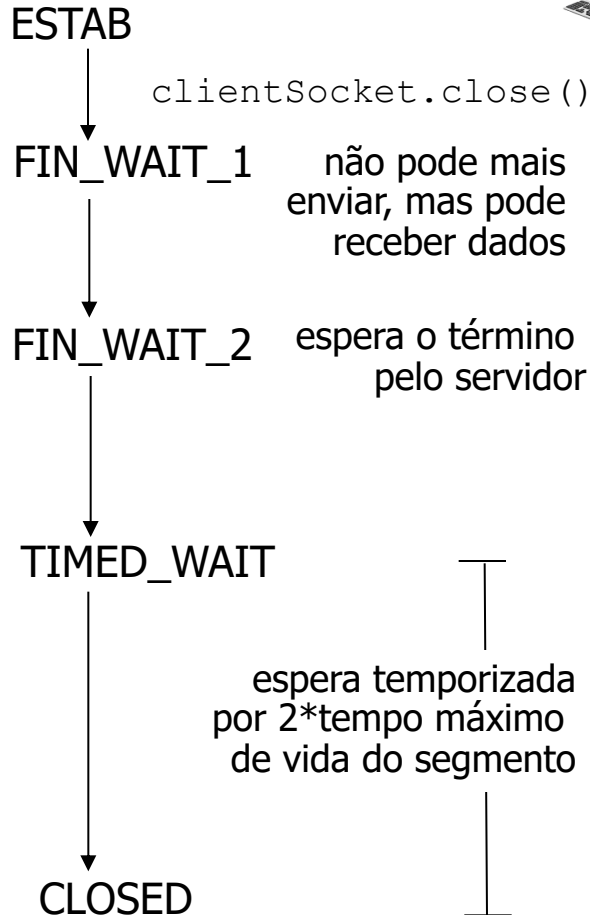 ESTAB
clientSocket.close()
FIN_WAIT_1
não pode mais
enviar, mas pode
receber dados
FIN_WAIT_2
espera o término
pelo servidor
TIMED_WAIT
espera temporizada
por 2*tempo máximo
de vida do segmento
CLOSED